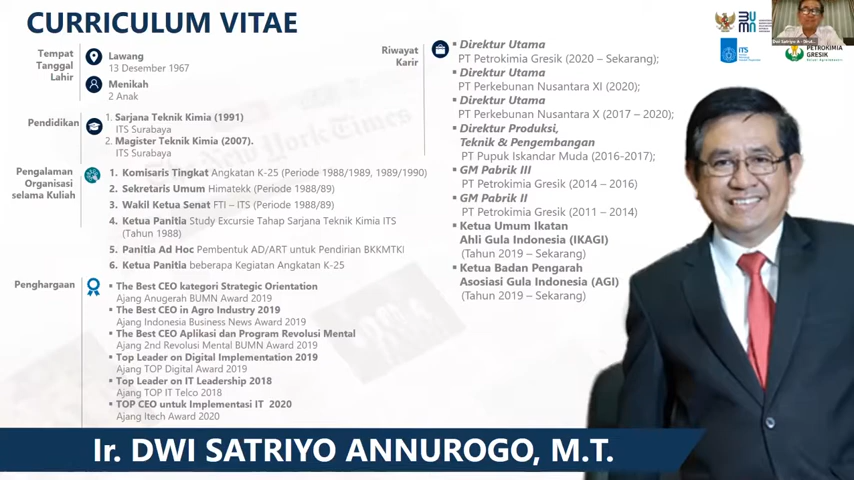 CURRICULUM VITAE
Tempat
Tanggal
Lahir
Lawang
13 Desember 1967
Menikah
2 Anak
Pendidikan
1. Sarjana Teknik Kimia (1991)
ITS Surabaya
2. Magister Teknik Kimia (2007).
ITS Surabaya
Pengalaman
Organisasi
selama Kuliah
1. Komisaris Tingkat Angkatan K-25 (Periode 1988/1989, 1989/1990)
2. Sekretaris Umum Himatekk (Periode 1988/89)
3. Wakil Ketua Senat FTI – ITS (Periode 1988/89)
4. Ketua Panitia Study Excursie Tahap Sarjana Teknik Kimia ITS
(Tahun 1988)
5. Panitia Ad Hoc Pembentuk AD/ART untuk Pendirian BKKMTKI
6. Ketua Panitia beberapa Kegiatan Angkatan K-25
Penghargaan
▪ The Best CEO kategori Strategic Orientation
Ajang Anugerah BUMN Award 2019
▪ The Best CEO in Agro Industry 2019
Ajang Indonesia Business News Award 2019
▪ The Best CEO Aplikasi dan Program Revolusi Mental
Ajang 2nd Revolusi Mental BUMN Award 2019
▪ Top Leader on Digital Implementation 2019
Ajang TOP Digital Award 2019
▪ Top Leader on IT Leadership 2018
Ajang TOP IT Telco 2018
▪ TOP CEO untuk Implementasi IT 2020
Ajang Itech Award 2020
Riwayat
Karir
▪ Direktur Utama
PT Petrokimia Gresik (2020 – Sekarang);
▪ Direktur Utama
PT Perkebunan Nusantara XI (2020);
▪ Direktur Utama
PT Perkebunan Nusantara X (2017 – 2020);
▪ Direktur Produksi,
Teknik & Pengembangan
PT Pupuk Iskandar Muda (2016-2017);
▪ GM Pabrik III
PT Petrokimia Gresik (2014 – 2016)
▪ GM Pabrik II
PT Petrokimia Gresik (2011 – 2014)
▪ Ketua Umum Ikatan
Ahli Gula Indonesia (IKAGI)
(Tahun 2019 – Sekarang)
▪ Ketua Badan Pengarah
Asosiasi Gula Indonesia (AGI)
(Tahun 2019 – Sekarang)
The New York Times
BUMN
ITS
Dwi Satriyo A
PETROKIMIA
GRESIK
Ir. DWI SATRIYO ANNUROGO, M.T.